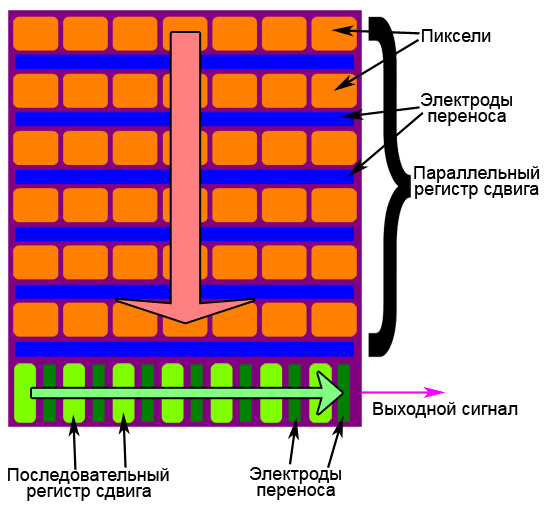 Пиксели
Электроды
переноса
Параллельный
регистр сдвига
Выходной сигнал
Последовательный
регистр сдвига
Электроды
переноса